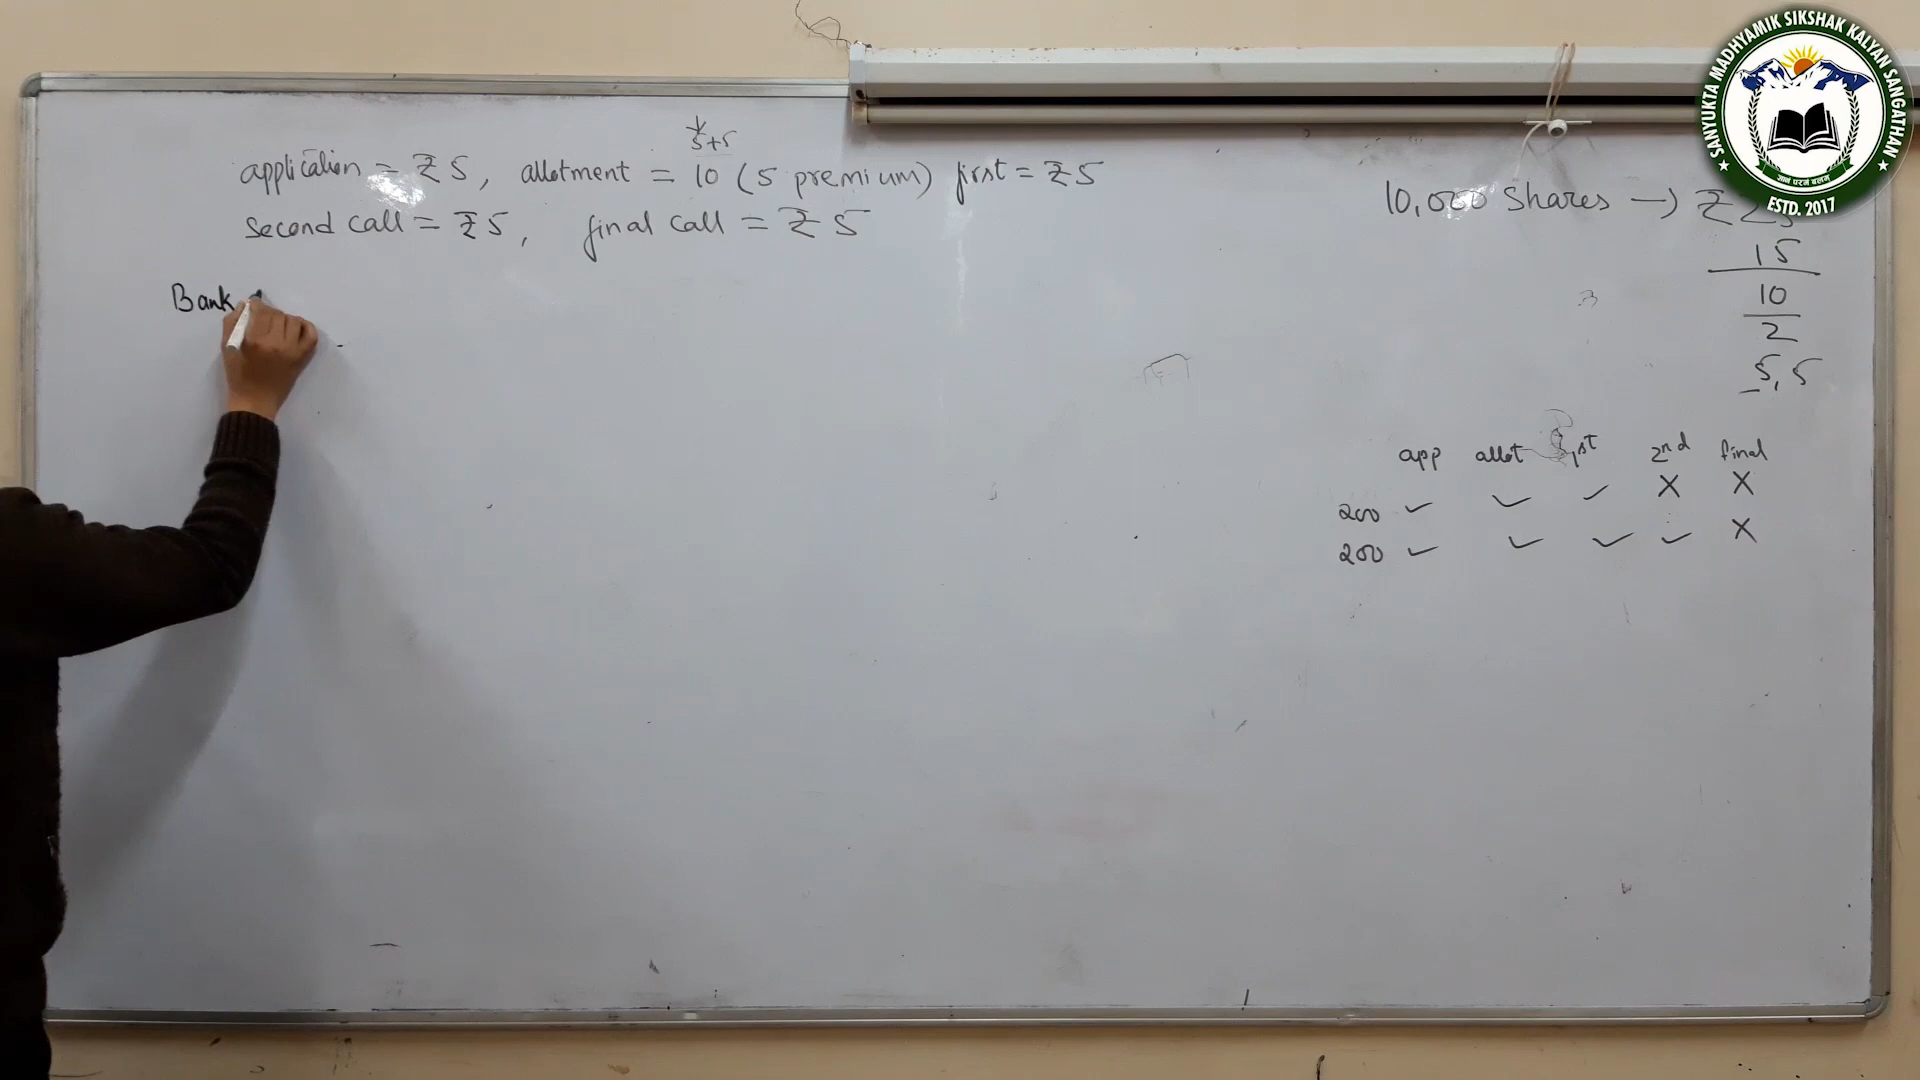 5+5
application = ₹5, allotment = 10 (5 premium) first = ₹5
second call = ₹5, final call = ₹5
Bank
10,000 Shares → ₹25
15
10
2
5, 5
app allot 1st 2nd final
200 ✓ ✓ ✓ X X
200 ✓ ✓ ✓ ✓ X
★ SANYUKTA MADHYAMIK SIKSHAK KALYAN SANGATHAN ★
ESTD. 2017